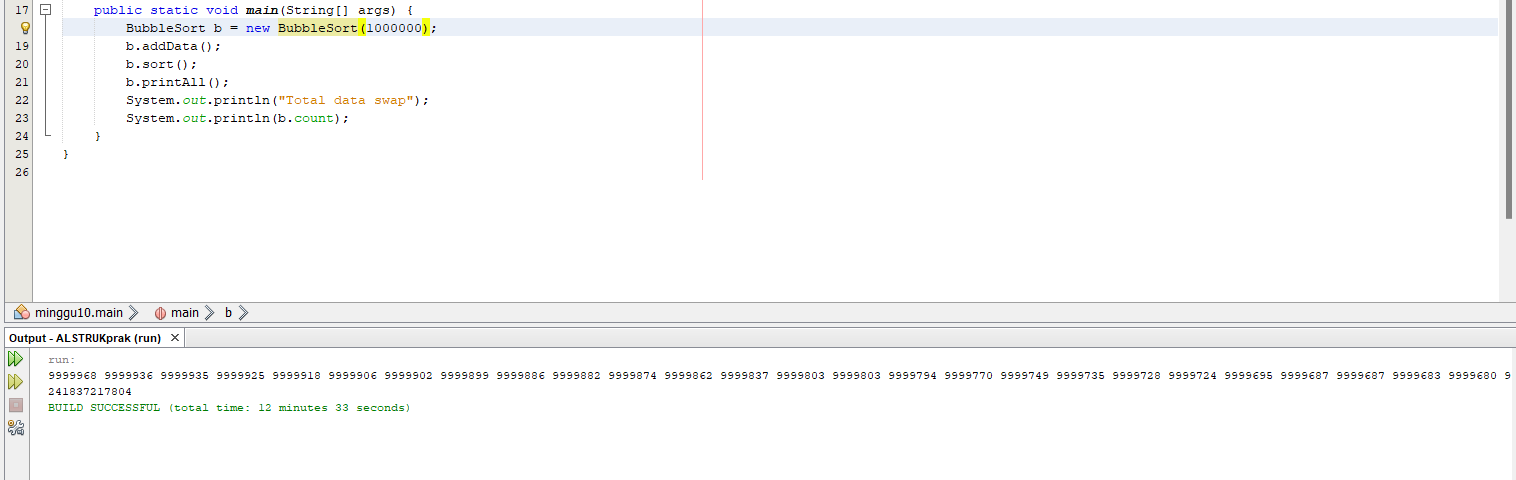 17 public static void main(String[] args) {
BubbleSort b = new BubbleSort(1000000);
19 b.addData();
20 b.sort();
21 b.printAll();
22 System.out.println("Total data swap");
23 System.out.println(b.count);
24 }
25 }
26
minggu10.main main b
Output - ALSTRUKprak (run)
run:
9999968 9999936 9999935 9999925 9999918 9999906 9999902 9999899 9999886 9999882 9999874 9999862 9999837 9999803 9999803 9999794 9999770 9999749 9999735 9999728 9999724 9999695 9999687 9999687 9999683 9999680 9
241837217804
BUILD SUCCESSFUL (total time: 12 minutes 33 seconds)